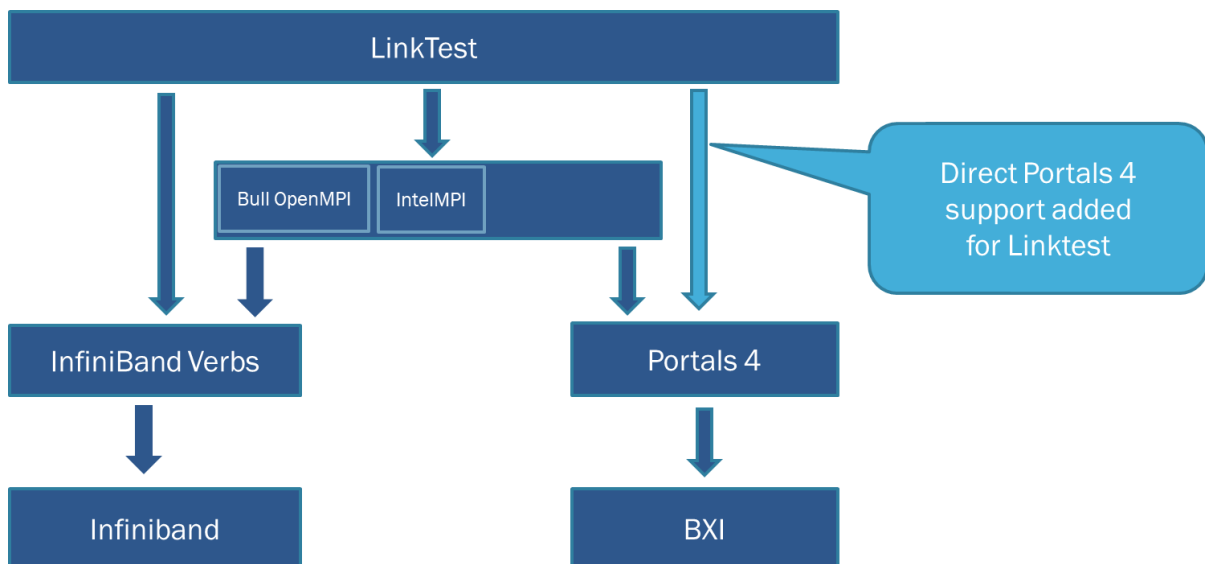 LinkTest
Bull OpenMPI
IntelMPI
Direct Portals 4
support added
for Linktest
InfiniBand Verbs
Portals 4
Infiniband
BXI